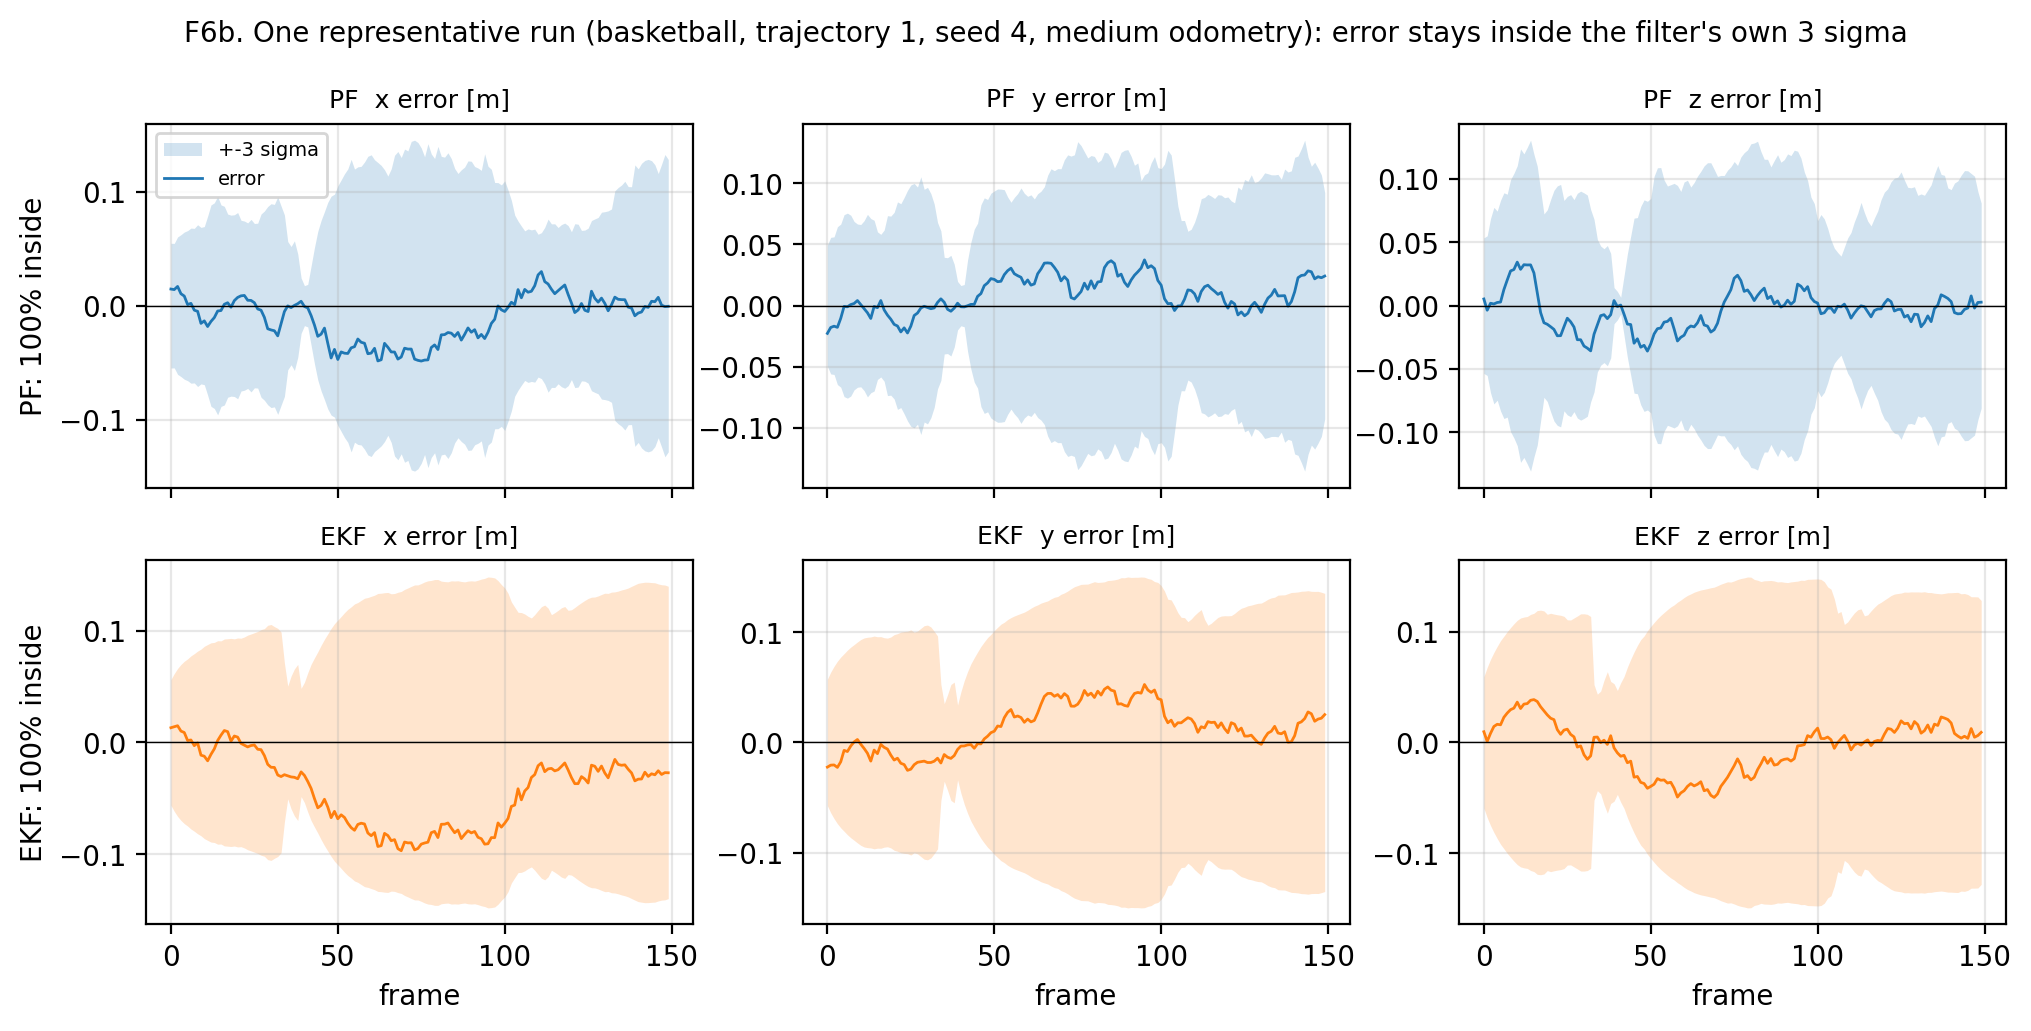 F6b. One representative run (basketball, trajectory 1, seed 4, medium odometry): error stays inside the filter's own 3 sigma
PF  x error [m]
PF  y error [m]
PF  z error [m]
PF: 100% inside
+-3 sigma
error
0.1
0.0
−0.1
0.10
0.05
0.00
−0.05
−0.10
0.10
0.05
0.00
−0.05
−0.10
EKF  x error [m]
EKF  y error [m]
EKF  z error [m]
EKF: 100% inside
0.1
0.0
−0.1
0.1
0.0
−0.1
0.1
0.0
−0.1
0 50 100 150
0 50 100 150
0 50 100 150
frame
frame
frame